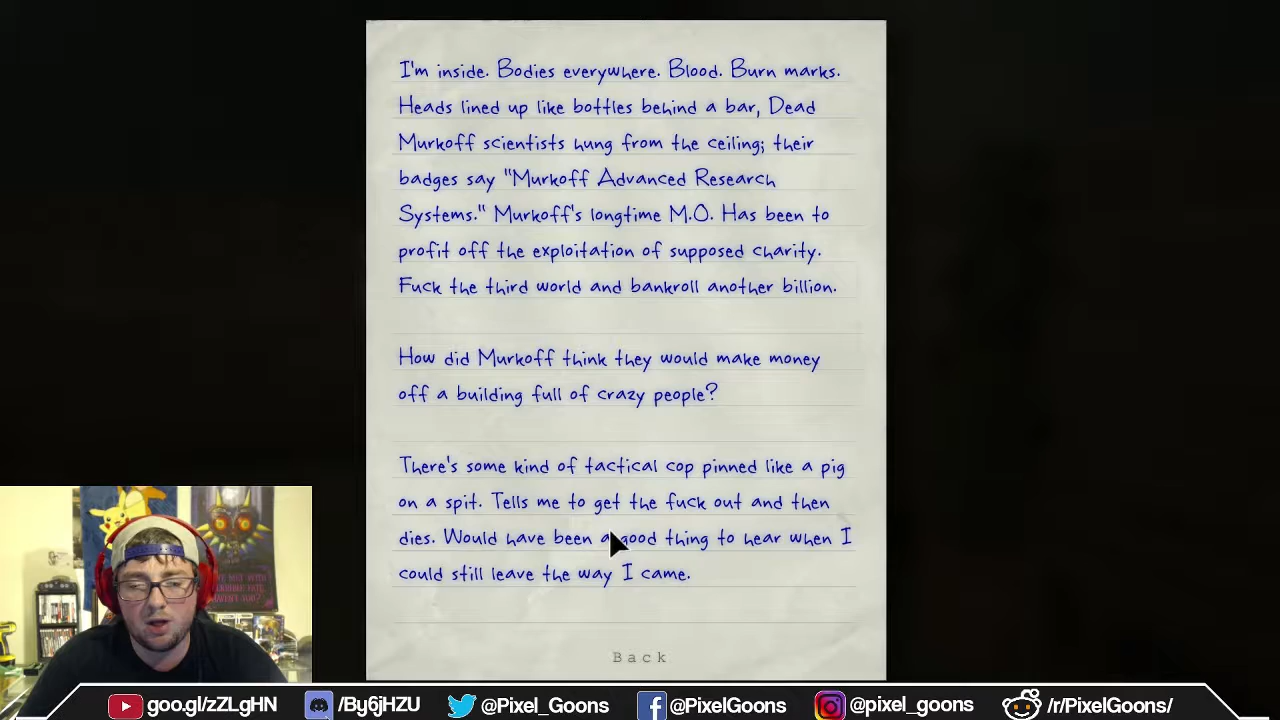 I'm inside. Bodies everywhere. Blood. Burn marks.
Heads lined up like bottles behind a bar, Dead
Murkoff scientists hung from the ceiling; their
badges say "Murkoff Advanced Research
Systems." Murkoff's longtime M.O. Has been to
profit off the exploitation of supposed charity.
Fuck the third world and bankroll another billion.
How did Murkoff think they would make money
off a building full of crazy people?
There's some kind of tactical cop pinned like a pig
on a spit. Tells me to get the fuck out and then
dies. Would have been a good thing to hear when I
could still leave the way I came.
Back
goo.gl/zZLgHN
/By6jHZU
@Pixel_Goons
@PixelGoons
@pixel_goons
/r/PixelGoons/